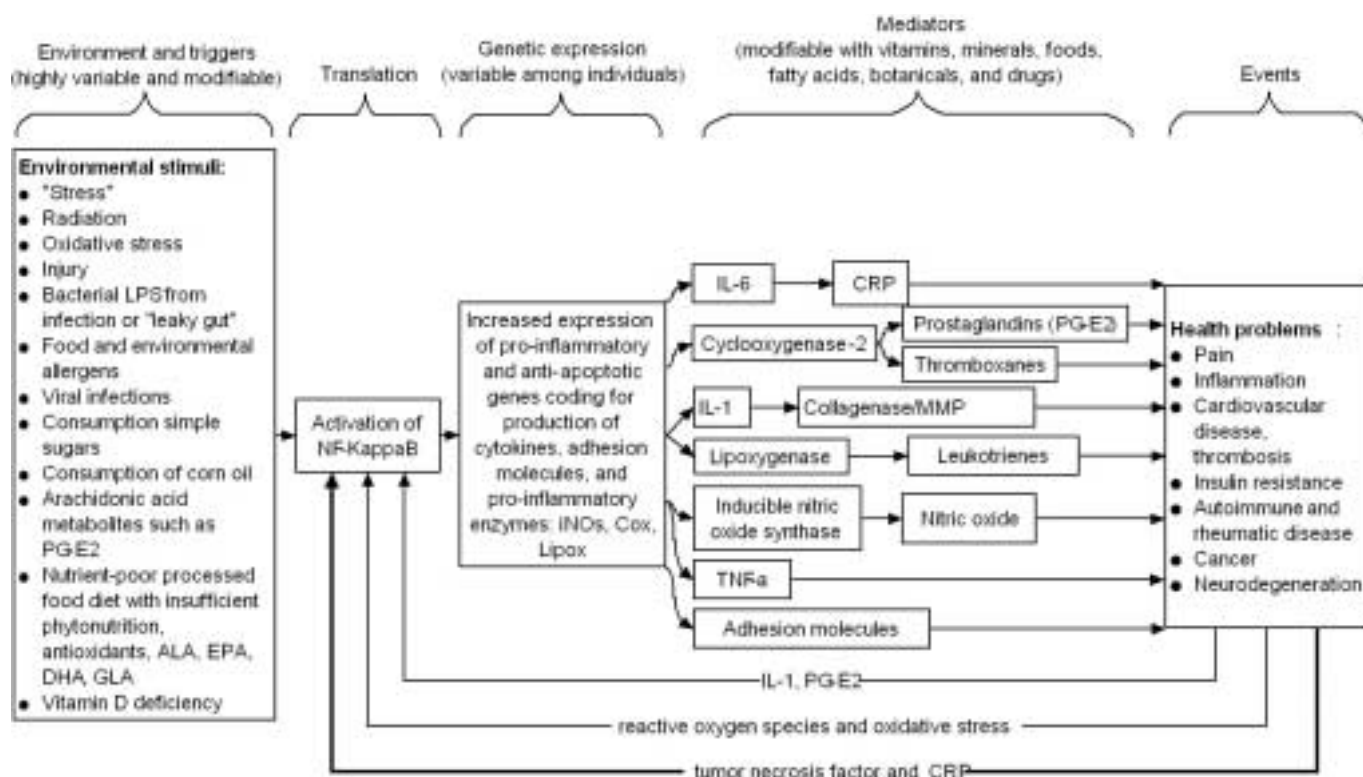 Environment and triggers
(highly variable and modifiable)
Translation
Genetic expression
(variable among individuals)
Mediators
(modifiable with vitamins, minerals, foods,
fatty acids, botanicals, and drugs)
Events
Environmental stimuli:
● "Stress"
● Radiation
● Oxidative stress
● Injury
● Bacterial LPS from
infection or "leaky gut"
● Food and environmental
allergens
● Viral infections
● Consumption simple
sugars
● Consumption of corn oil
● Arachidonic acid
metabolites such as
PG-E2
● Nutrient-poor processed
food diet with insufficient
phytonutrition,
antioxidants, ALA, EPA,
DHA, GLA
● Vitamin D deficiency
Activation of
NF-KappaB
Increased expression
of pro-inflammatory
and anti-apoptotic
genes coding for
production of
cytokines, adhesion
molecules, and
pro-inflammatory
enzymes: iNOs, Cox,
Lipox
IL-6
CRP
Cyclooxygenase-2
Prostaglandins (PG-E2)
Thromboxanes
IL-1
Collagenase/MMP
Lipoxygenase
Leukotrienes
Inducible nitric
oxide synthase
Nitric oxide
TNF-a
Adhesion molecules
Health problems :
● Pain
● Inflammation
● Cardiovascular
disease,
thrombosis
● Insulin resistance
● Autoimmune and
rheumatic disease
● Cancer
● Neurodegeneration
IL-1, PG-E2
reactive oxygen species and oxidative stress
tumor necrosis factor and CRP